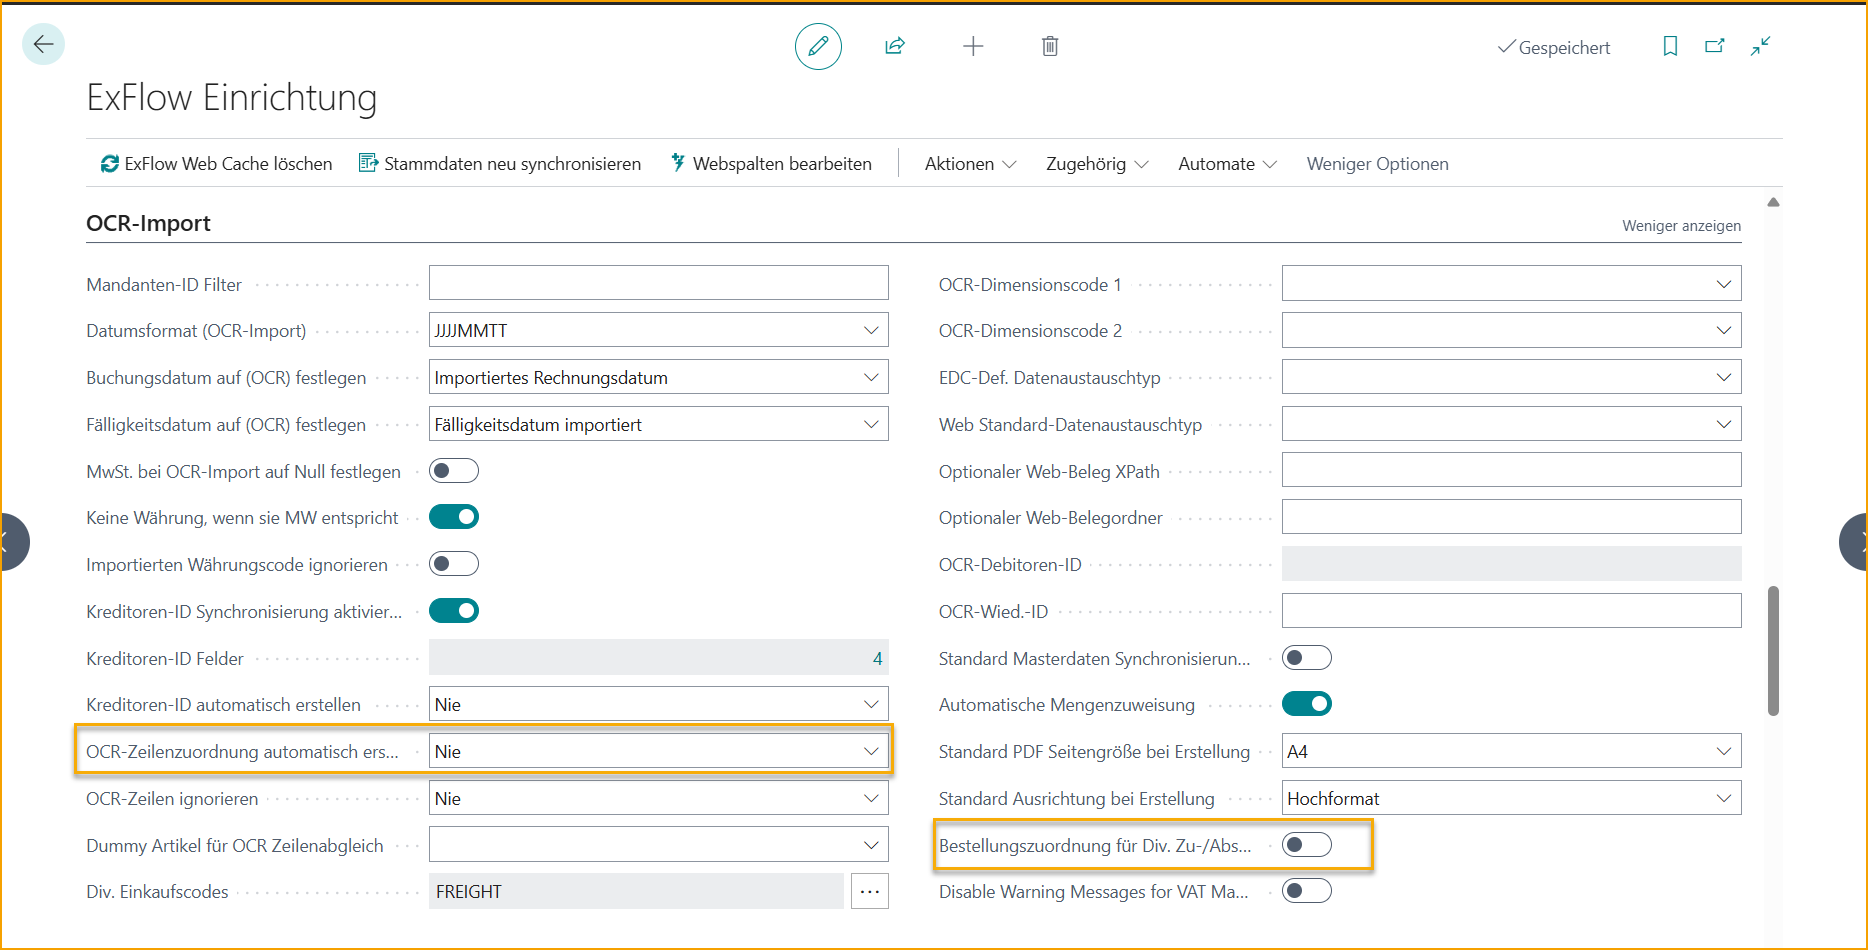 Gespeichert
ExFlow Einrichtung
ExFlow Web Cache löschen
Stammdaten neu synchronisieren
Webspalten bearbeiten
Aktionen
Zugehörig
Automate
Weniger Optionen
OCR-Import
Weniger anzeigen
Mandanten-ID Filter
Datumsformat (OCR-Import) JJJJMMTT
Buchungsdatum auf (OCR) festlegen Importiertes Rechnungsdatum
Fälligkeitsdatum auf (OCR) festlegen Fälligkeitsdatum importiert
MwSt. bei OCR-Import auf Null festlegen
Keine Währung, wenn sie MW entspricht
Importierten Währungscode ignorieren
Kreditoren-ID Synchronisierung aktivier...
Kreditoren-ID Felder 4
Kreditoren-ID automatisch erstellen Nie
OCR-Zeilenzuordnung automatisch ers... Nie
OCR-Zeilen ignorieren Nie
Dummy Artikel für OCR Zeilenabgleich
Div. Einkaufscodes FREIGHT ...
OCR-Dimensionscode 1
OCR-Dimensionscode 2
EDC-Def. Datenaustauschtyp
Web Standard-Datenaustauschtyp
Optionaler Web-Beleg XPath
Optionaler Web-Belegordner
OCR-Debitoren-ID
OCR-Wied.-ID
Standard Masterdaten Synchronisierun...
Automatische Mengenzuweisung
Standard PDF Seitengröße bei Erstellung A4
Standard Ausrichtung bei Erstellung Hochformat
Bestellungszuordnung für Div. Zu-/Abs...
Disable Warning Messages for VAT Ma...